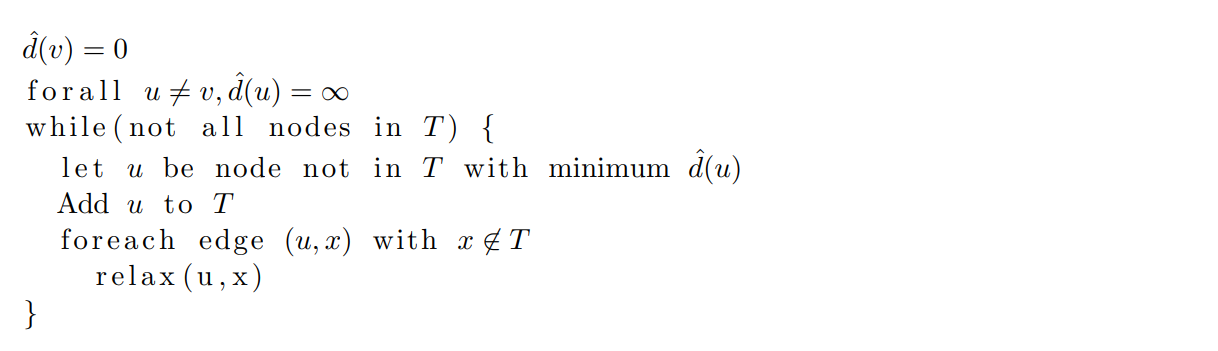 d̂(v) = 0
forall u ≠ v, d̂(u) = ∞
while(not all nodes in T) {
let u be node not in T with minimum d̂(u)
Add u to T
foreach edge (u, x) with x ∉ T
relax(u,x)
}